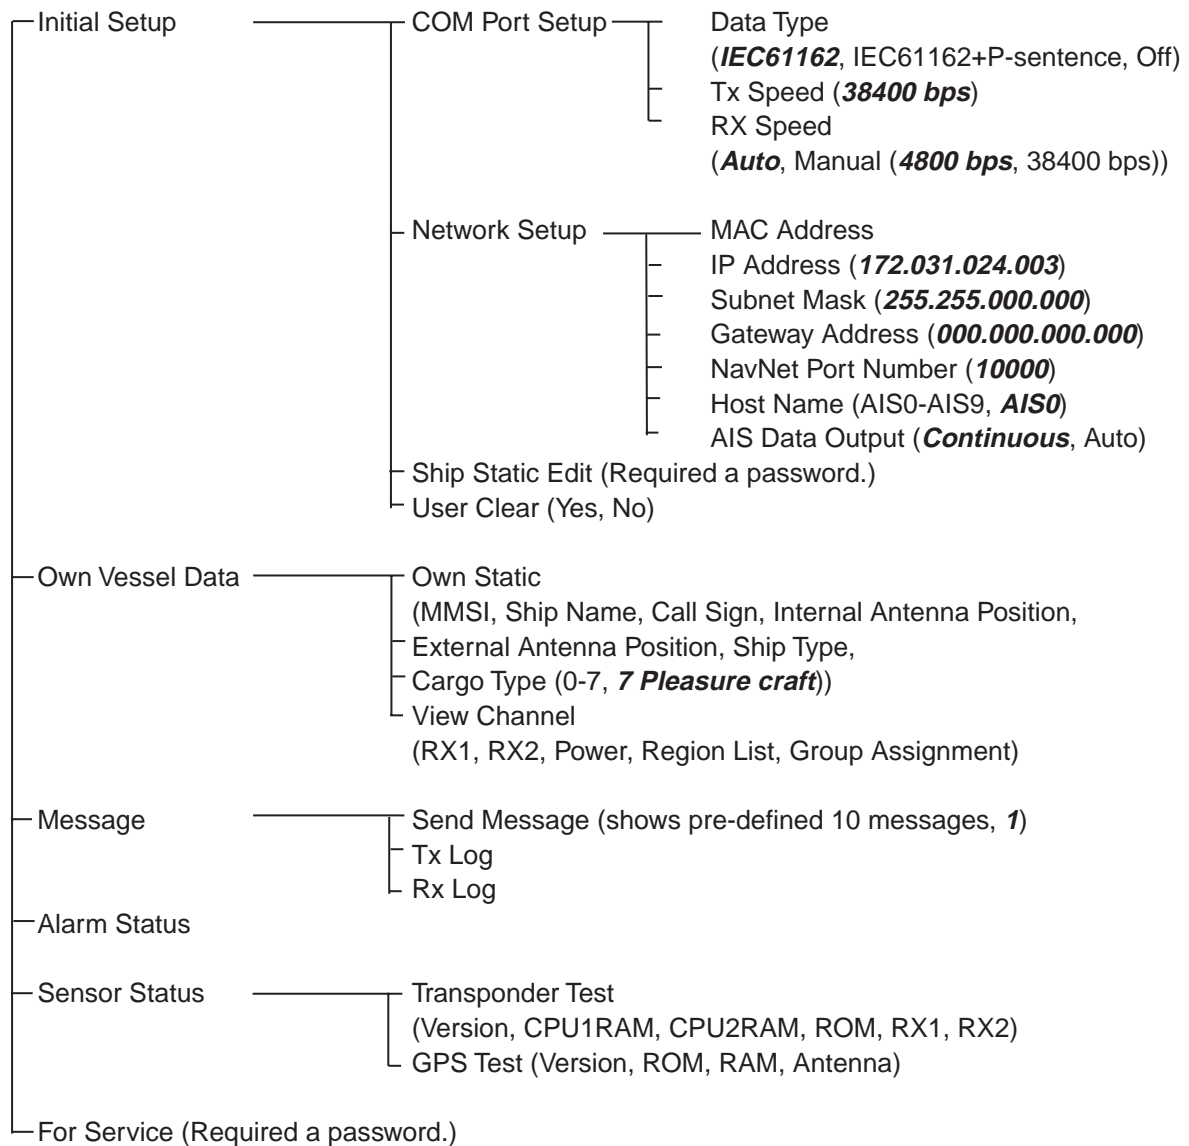 Initial Setup
COM Port Setup
Data Type
(IEC61162, IEC61162+P-sentence, Off)
Tx Speed (38400 bps)
RX Speed
(Auto, Manual (4800 bps, 38400 bps))
Network Setup
MAC Address
IP Address (172.031.024.003)
Subnet Mask (255.255.000.000)
Gateway Address (000.000.000.000)
NavNet Port Number (10000)
Host Name (AIS0-AIS9, AIS0)
AIS Data Output (Continuous, Auto)
Ship Static Edit (Required a password.)
User Clear (Yes, No)
Own Vessel Data
Own Static
(MMSI, Ship Name, Call Sign, Internal Antenna Position,
External Antenna Position, Ship Type,
Cargo Type (0-7, 7 Pleasure craft))
View Channel
(RX1, RX2, Power, Region List, Group Assignment)
Message
Send Message (shows pre-defined 10 messages, 1)
Tx Log
Rx Log
Alarm Status
Sensor Status
Transponder Test
(Version, CPU1RAM, CPU2RAM, ROM, RX1, RX2)
GPS Test (Version, ROM, RAM, Antenna)
For Service (Required a password.)